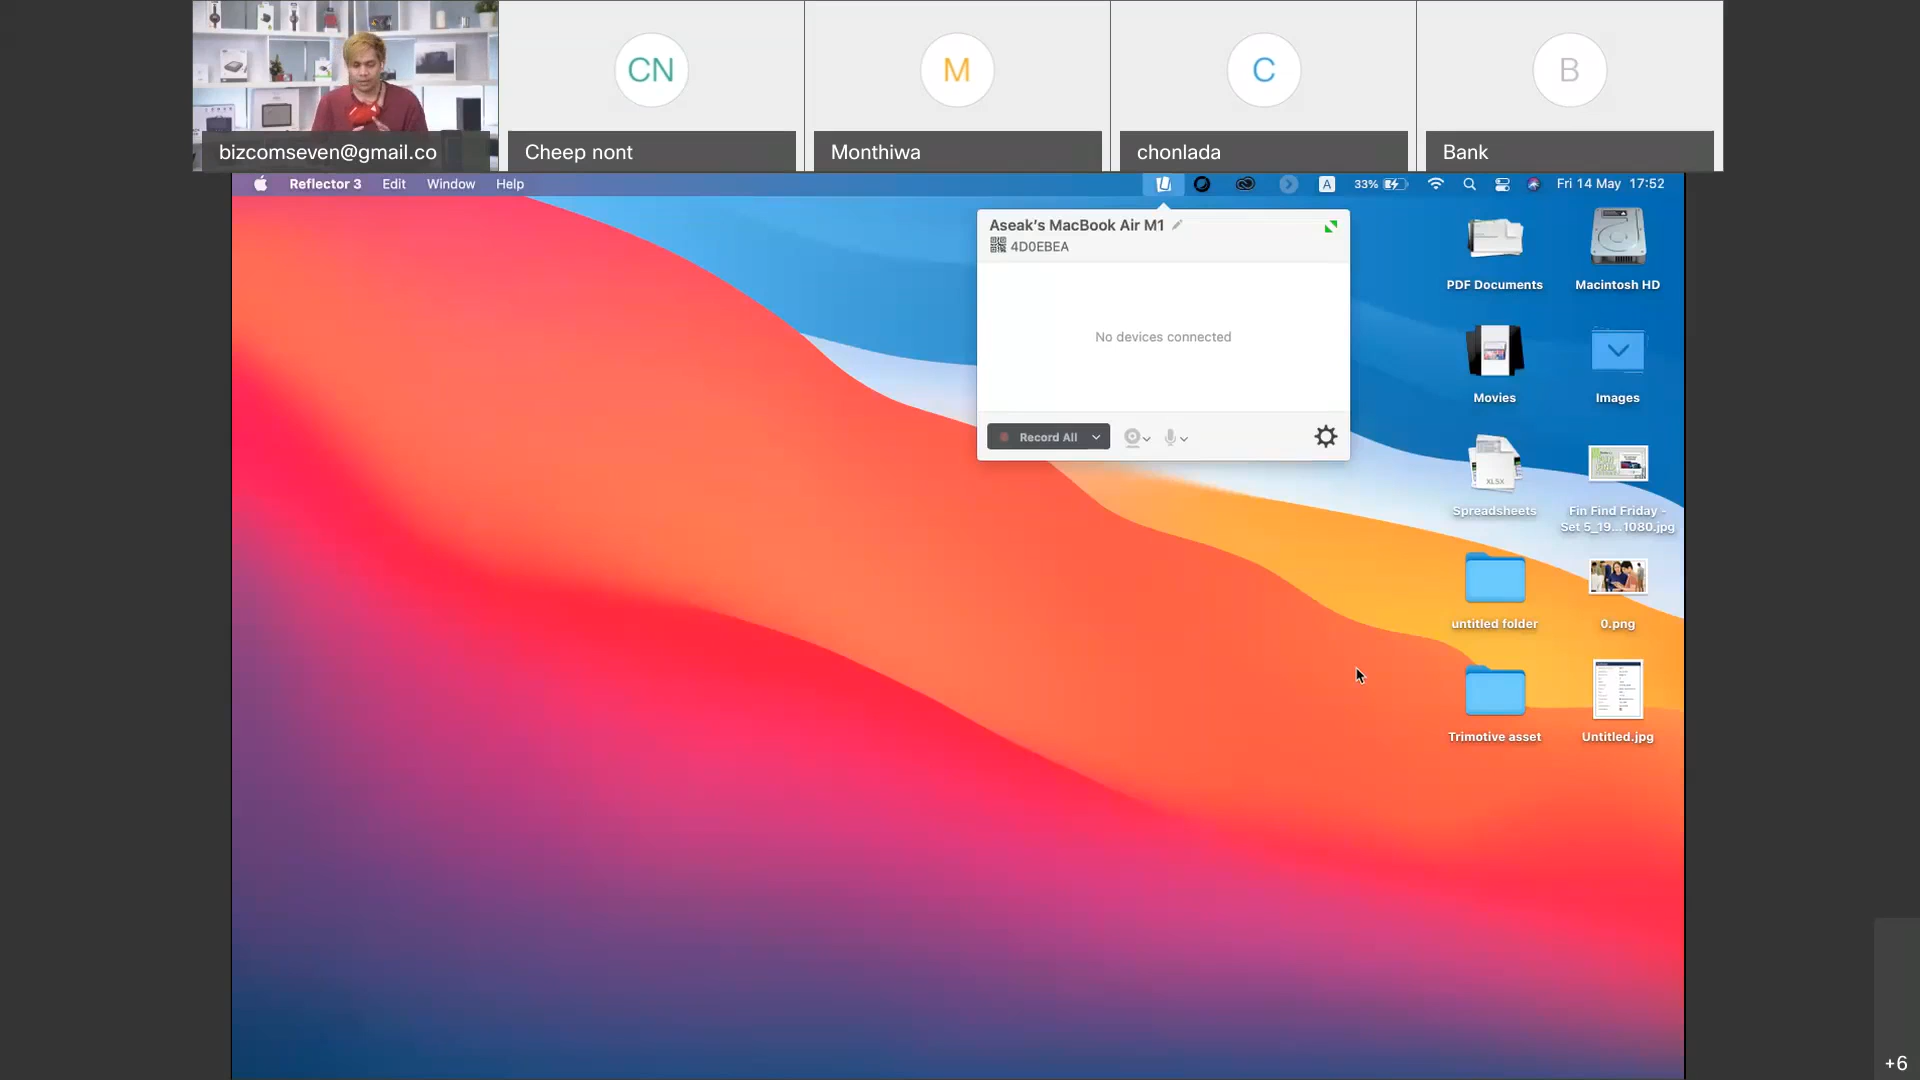 bizcomseven@gmail.co
CN
Cheep nont
M
Monthiwa
C
chonlada
B
Bank
Reflector 3 Edit Window Help
A 33% Fri 14 May 17:52
Aseak's MacBook Air M1
4D0EBEA
No devices connected
Record All
PDF Documents
Macintosh HD
Movies
Images
XLSX
Spreadsheets
Fin Find Friday -
Set 5_19...1080.jpg
untitled folder
0.png
Trimotive asset
Untitled.jpg
+6